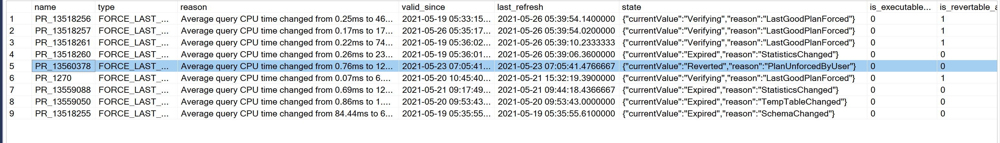 name type reason valid_since last_refresh state is_executable... is_revertable_a
1 PR_13518256 FORCE_LAST_... Average query CPU time changed from 0.25ms to 46... 2021-05-19 05:33:15... 2021-05-26 05:39:54.1400000 {"currentValue":"Verifying","reason":"LastGoodPlanForced"} 0 1
2 PR_13518257 FORCE_LAST_... Average query CPU time changed from 0.17ms to 17... 2021-05-26 05:35:17... 2021-05-26 05:39:54.0200000 {"currentValue":"Verifying","reason":"LastGoodPlanForced"} 0 1
3 PR_13518261 FORCE_LAST_... Average query CPU time changed from 0.22ms to 74... 2021-05-19 05:36:02... 2021-05-26 05:39:10.2333333 {"currentValue":"Verifying","reason":"LastGoodPlanForced"} 0 1
4 PR_13518260 FORCE_LAST_... Average query CPU time changed from 0.26ms to 23... 2021-05-19 05:36:01... 2021-05-26 05:39:06.3600000 {"currentValue":"Expired","reason":"StatisticsChanged"} 0 0
5 PR_13560378 FORCE_LAST_... Average query CPU time changed from 0.76ms to 12... 2021-05-23 07:05:41... 2021-05-23 07:05:41.4766667 {"currentValue":"Reverted","reason":"PlanUnforcedByUser"} 0 0
6 PR_1270 FORCE_LAST_... Average query CPU time changed from 0.07ms to 6.... 2021-05-20 10:45:40... 2021-05-21 15:32:19.3900000 {"currentValue":"Verifying","reason":"LastGoodPlanForced"} 0 1
7 PR_13559088 FORCE_LAST_... Average query CPU time changed from 0.69ms to 12... 2021-05-21 09:17:49... 2021-05-21 09:44:18.4366667 {"currentValue":"Expired","reason":"StatisticsChanged"} 0 0
8 PR_13559050 FORCE_LAST_... Average query CPU time changed from 0.86ms to 1.... 2021-05-20 09:53:43... 2021-05-20 09:53:43.0000000 {"currentValue":"Expired","reason":"TempTableChanged"} 0 0
9 PR_13518255 FORCE_LAST_... Average query CPU time changed from 84.44ms to 6... 2021-05-19 05:35:55... 2021-05-19 05:35:55.6100000 {"currentValue":"Expired","reason":"SchemaChanged"} 0 0